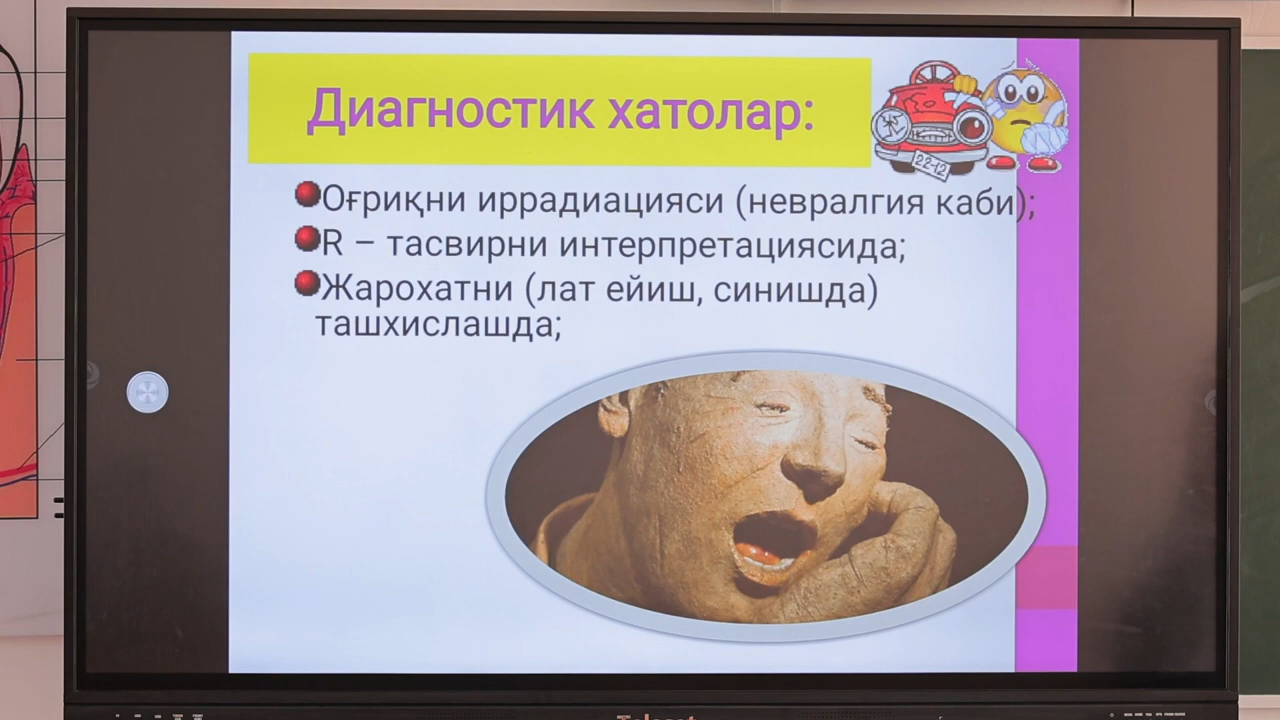 Диагностик хатолар:
22-12
Оғриқни иррадиацияси (невралгия каби);
R – тасвирни интерпретациясида;
Жарохатни (лат ейиш, синишда)
ташхислашда;